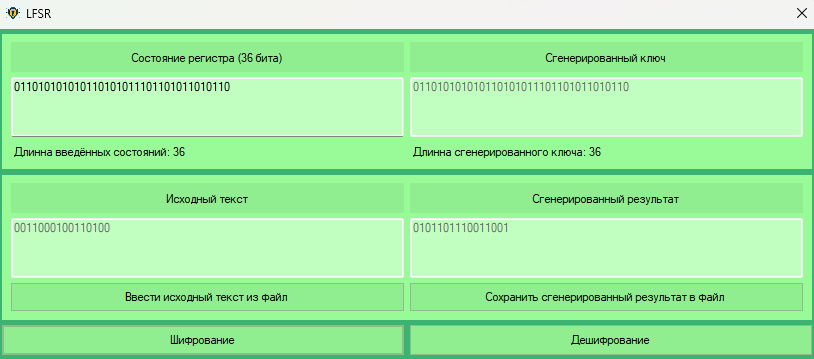 LFSR
Состояние регистра (36 бита)
Сгенерированный ключ
011010101010110101011101101011010110
011010101010110101011101101011010110
Длинна введённых состояний: 36
Длинна сгенерированного ключа: 36
Исходный текст
Сгенерированный результат
0011000100110100
0101101110011001
Ввести исходный текст из файл
Сохранить сгенерированный результат в файл
Шифрование
Дешифрование